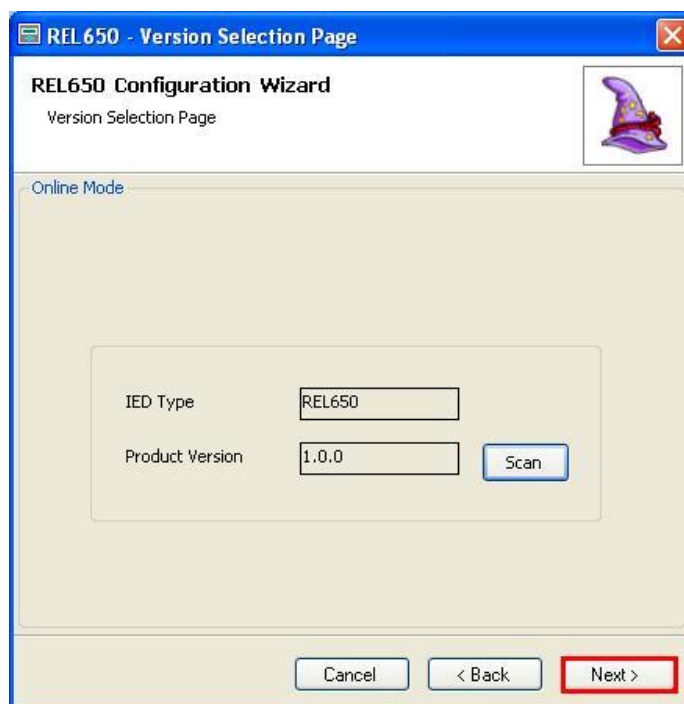 REL650 - Version Selection Page
REL650 Configuration Wizard
Version Selection Page
Online Mode
IED Type REL650
Product Version 1.0.0 Scan
Cancel < Back Next >